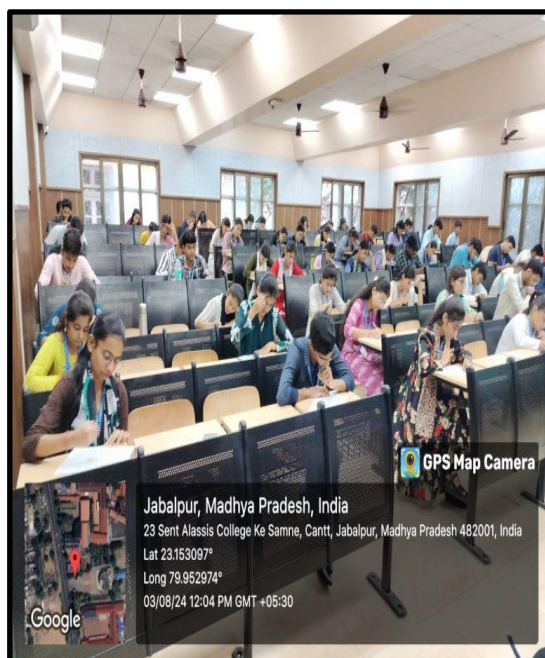 GPS Map Camera
Jabalpur, Madhya Pradesh, India
23 Sent Alassis College Ke Samne, Cantt, Jabalpur, Madhya Pradesh 482001, India
Lat 23.153097°
Long 79.952974°
03/08/24 12:04 PM GMT +05:30
Google